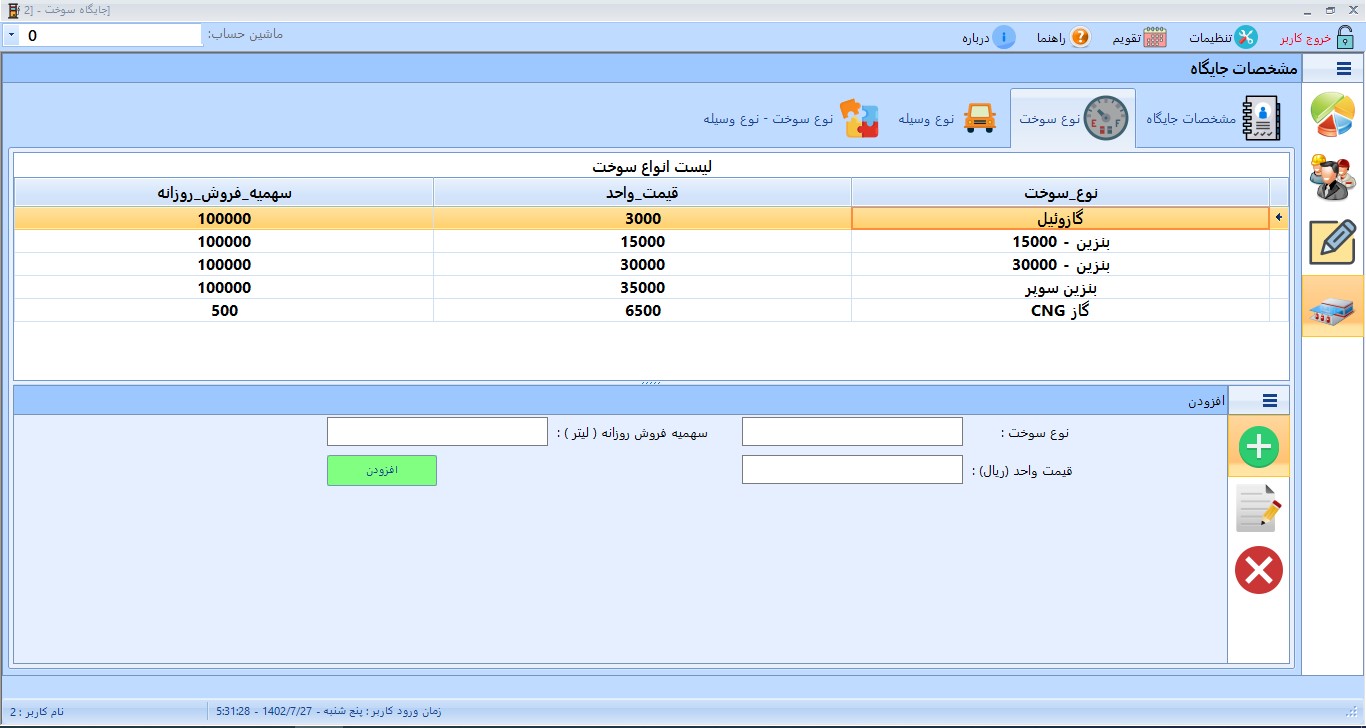 جایگاه سوخت - [2]
خروج کاربر
تنظیمات
تقویم
راهنما
درباره
ماشین حساب:
0
مشخصات جایگاه
مشخصات جایگاه
نوع سوخت
نوع وسیله
نوع سوخت - نوع وسیله
لیست انواع سوخت
نوع_سوخت قیمت_واحد سهمیه_فروش_روزانه
گازوئیل 3000 100000
بنزین - 15000 15000 100000
بنزین - 30000 30000 100000
بنزین سوپر 35000 100000
گاز CNG 6500 500
افزودن
نوع سوخت :
سهمیه فروش روزانه ( لیتر ) :
قیمت واحد (ریال) :
افزودن
زمان ورود کاربر : پنج شنبه - 1402/7/27 - 5:31:28
نام کاربر : 2